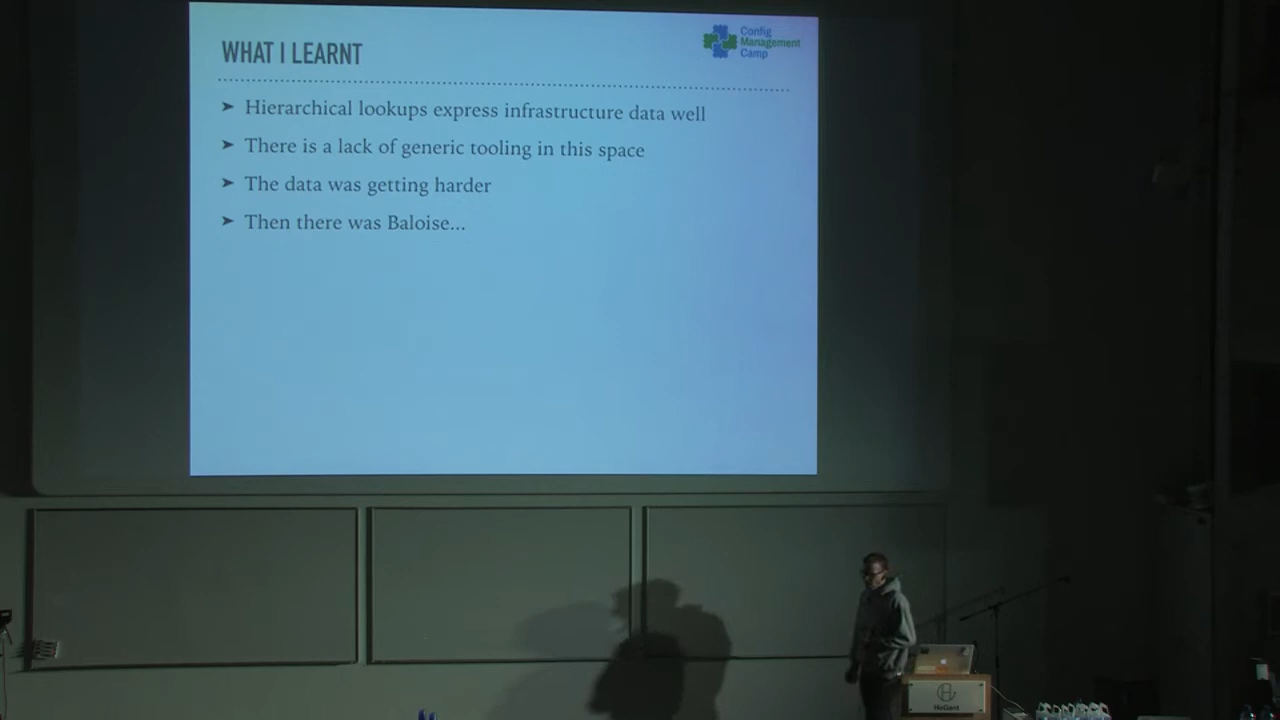 WHAT I LEARNT
Config
Management
Camp
➤ Hierarchical lookups express infrastructure data well
➤ There is a lack of generic tooling in this space
➤ The data was getting harder
➤ Then there was Baloise...
HoGent